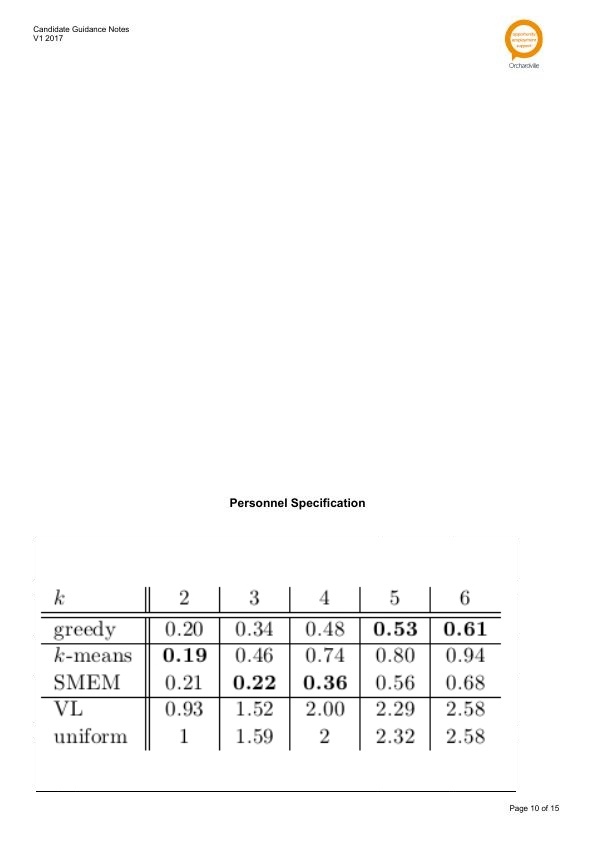 Candidate Guidance Notes
V1 2017
opportunity
employment
support
Orchardville
Personnel Specification
k 2 3 4 5 6
greedy 0.20 0.34 0.48 0.53 0.61
k-means 0.19 0.46 0.74 0.80 0.94
SMEM 0.21 0.22 0.36 0.56 0.68
VL 0.93 1.52 2.00 2.29 2.58
uniform 1 1.59 2 2.32 2.58
Page 10 of 15